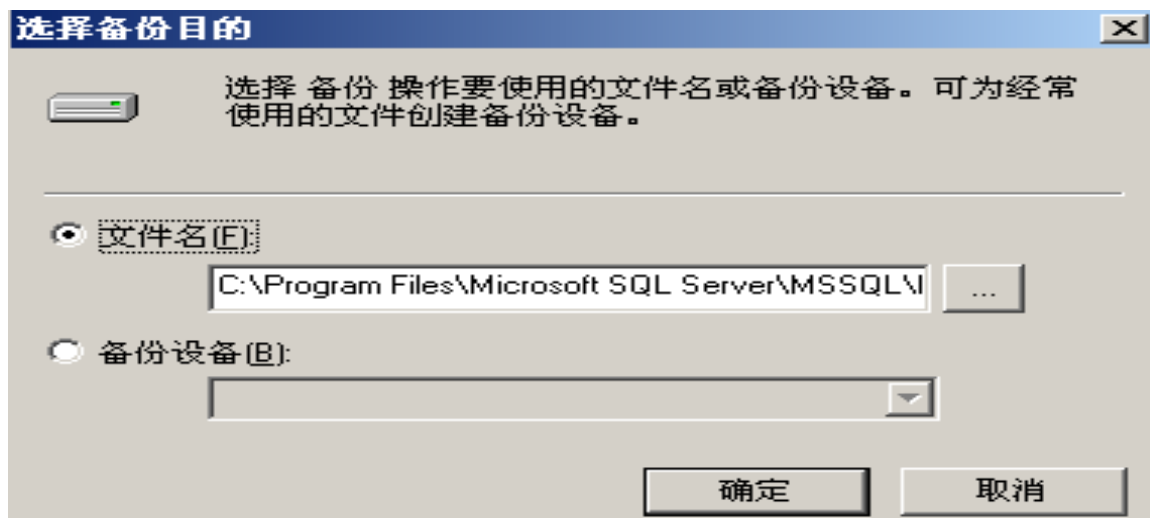 选择备份目的
选择 备份 操作要使用的文件名或备份设备。可为经常
使用的文件创建备份设备。
文件名(F):
C:\Program Files\Microsoft SQL Server\MSSQL\
...
备份设备(B):
确定
取消